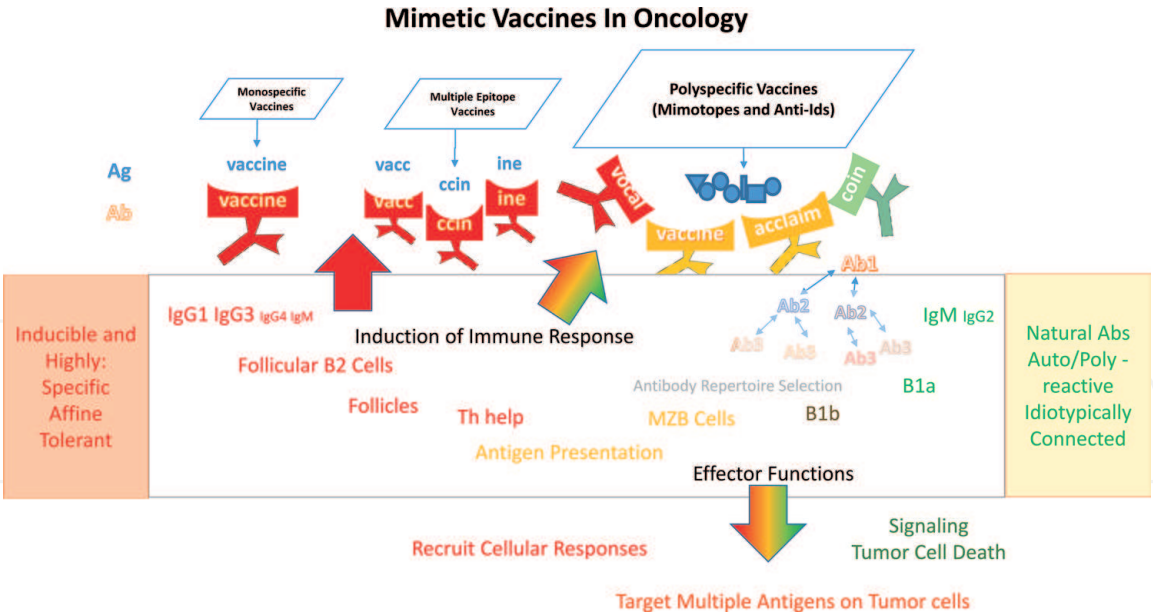 Mimetic Vaccines In Oncology
Monospecific
Vaccines
Multiple Epitope
Vaccines
Polyspecific Vaccines
(Mimotopes and Anti-Ids)
Ag
vaccine
vacc
ccin
ine
Ab
vaccine
vacc
ccin
ine
vocal
vaccine
acclaim
coin
Ab1
Ab2
Ab2
Ab3
Ab3
Ab3
Ab3
Inducible and
Highly:
Specific
Affine
Tolerant
IgG1 IgG3 IgG4 IgM
Induction of Immune Response
IgM IgG2
Follicular B2 Cells
Antibody Repertoire Selection
B1a
Follicles
Th help
MZB Cells
B1b
Antigen Presentation
Effector Functions
Natural Abs
Auto/Poly -
reactive
Idiotypically
Connected
Recruit Cellular Responses
Signaling
Tumor Cell Death
Target Multiple Antigens on Tumor cells